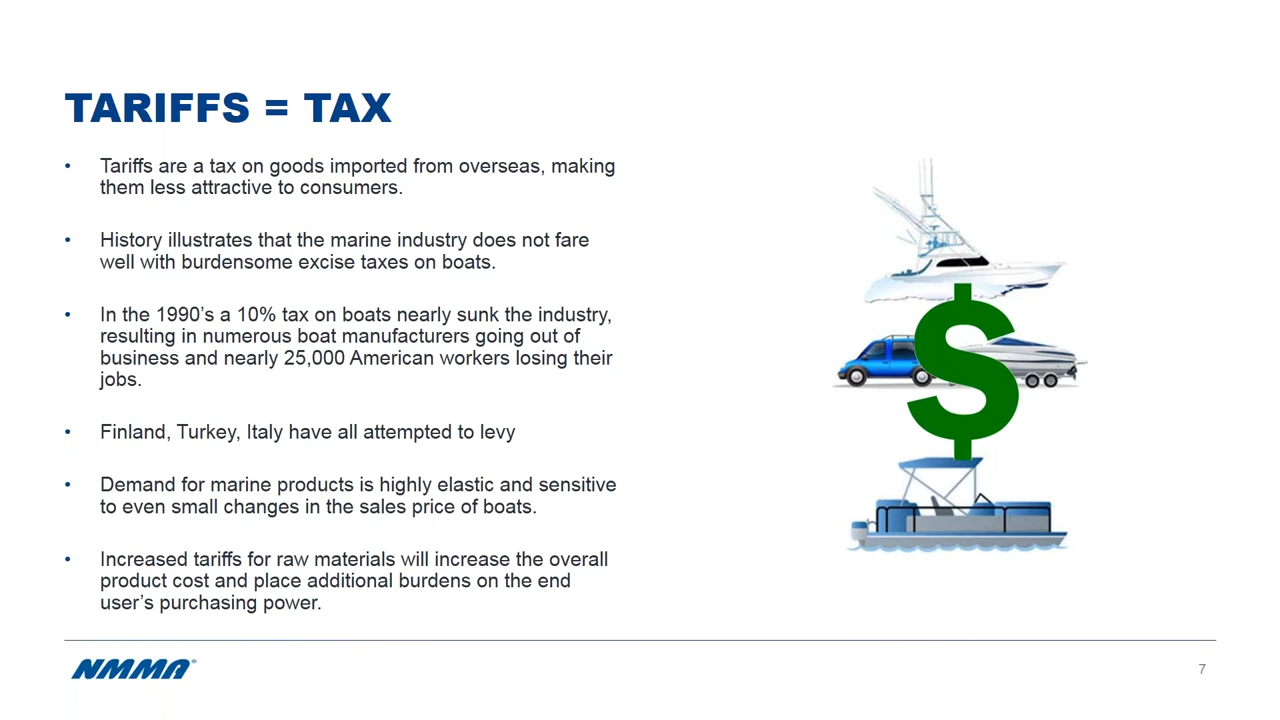 TARIFFS = TAX
• Tariffs are a tax on goods imported from overseas, making
them less attractive to consumers.
• History illustrates that the marine industry does not fare
well with burdensome excise taxes on boats.
• In the 1990’s a 10% tax on boats nearly sunk the industry,
resulting in numerous boat manufacturers going out of
business and nearly 25,000 American workers losing their
jobs.
• Finland, Turkey, Italy have all attempted to levy
• Demand for marine products is highly elastic and sensitive
to even small changes in the sales price of boats.
• Increased tariffs for raw materials will increase the overall
product cost and place additional burdens on the end
user’s purchasing power.
$
NMMA®
7